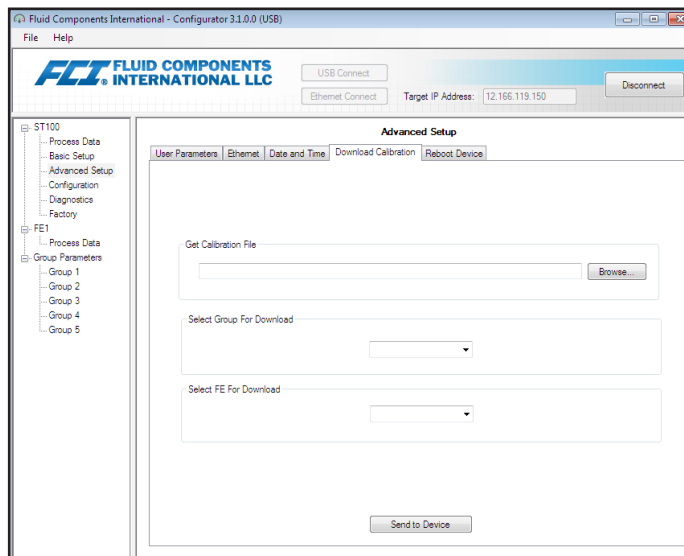 Fluid Components International - Configurator 3.1.0.0 (USB)
File Help
FCI. FLUID COMPONENTS
INTERNATIONAL LLC
USB Connect
Ethernet Connect
Target IP Address: 12.166.119.150
Disconnect
ST100
Process Data
Basic Setup
Advanced Setup
Configuration
Diagnostics
Factory
FE1
Process Data
Group Parameters
Group 1
Group 2
Group 3
Group 4
Group 5
Advanced Setup
User Parameters Ethernet Date and Time Download Calibration Reboot Device
Get Calibration File
Browse...
Select Group For Download
Select FE For Download
Send to Device